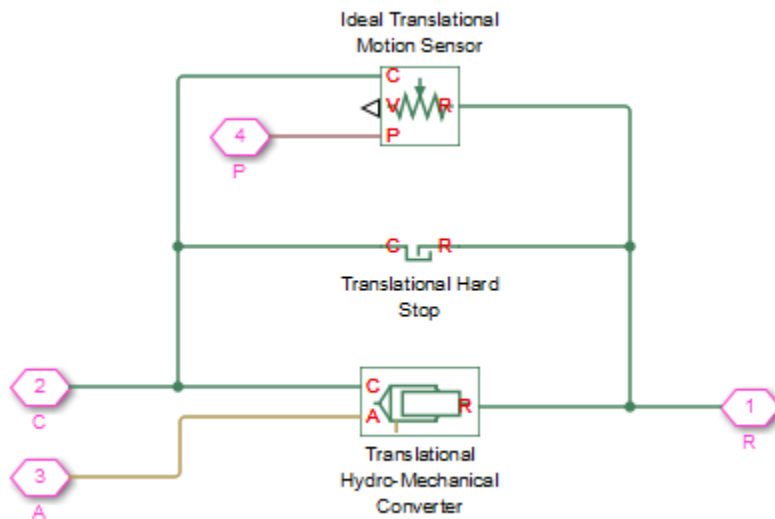 Ideal Translational
Motion Sensor
C
V R
P
4
P
C R
Translational Hard
Stop
2
C
C
A R
1
R
3
A
Translational
Hydro-Mechanical
Converter